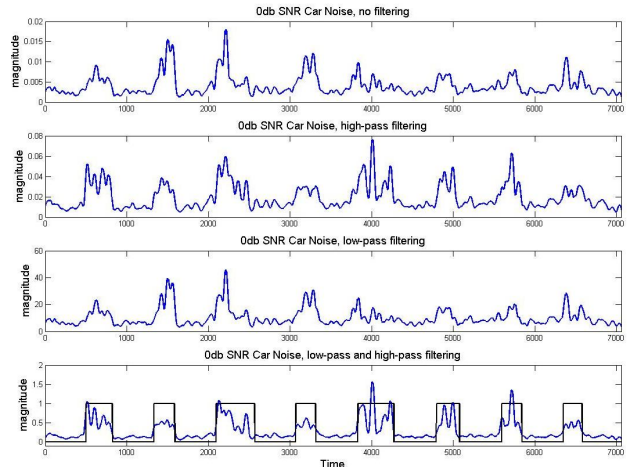 0db SNR Car Noise, no filtering
magnitude
0.02
0.015
0.01
0.005
0
0 1000 2000 3000 4000 5000 6000 7000
0db SNR Car Noise, high-pass filtering
magnitude
0.08
0.06
0.04
0.02
0
0 1000 2000 3000 4000 5000 6000 7000
0db SNR Car Noise, low-pass filtering
magnitude
60
40
20
0
0 1000 2000 3000 4000 5000 6000 7000
0db SNR Car Noise, low-pass and high-pass filtering
magnitude
2
1.5
1
0.5
0
0 1000 2000 3000 4000 5000 6000 7000
Time